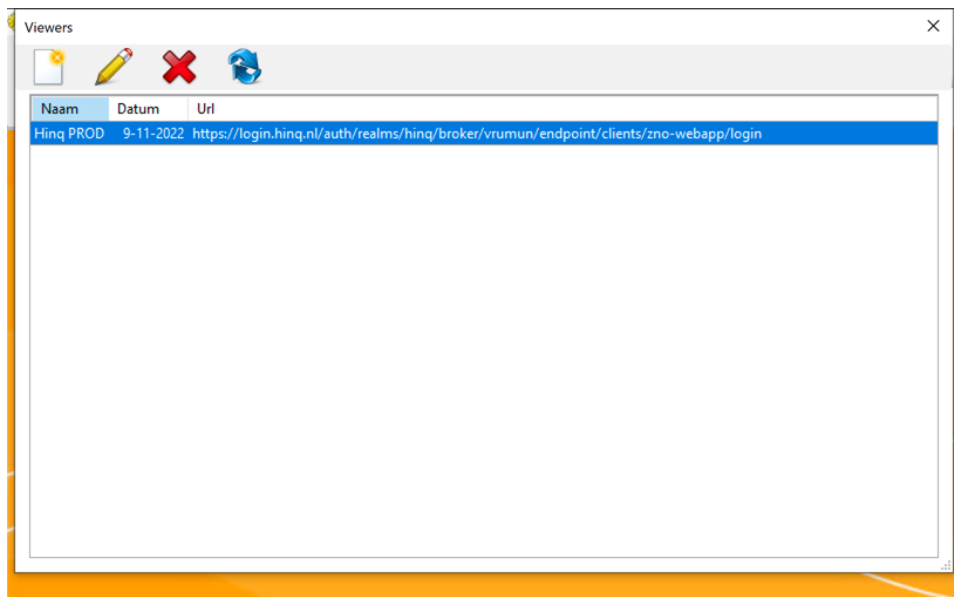 Viewers
Naam Datum Url
Hinq PROD 9-11-2022 https://login.hinq.nl/auth/realms/hinq/broker/vrumun/endpoint/clients/zno-webapp/login